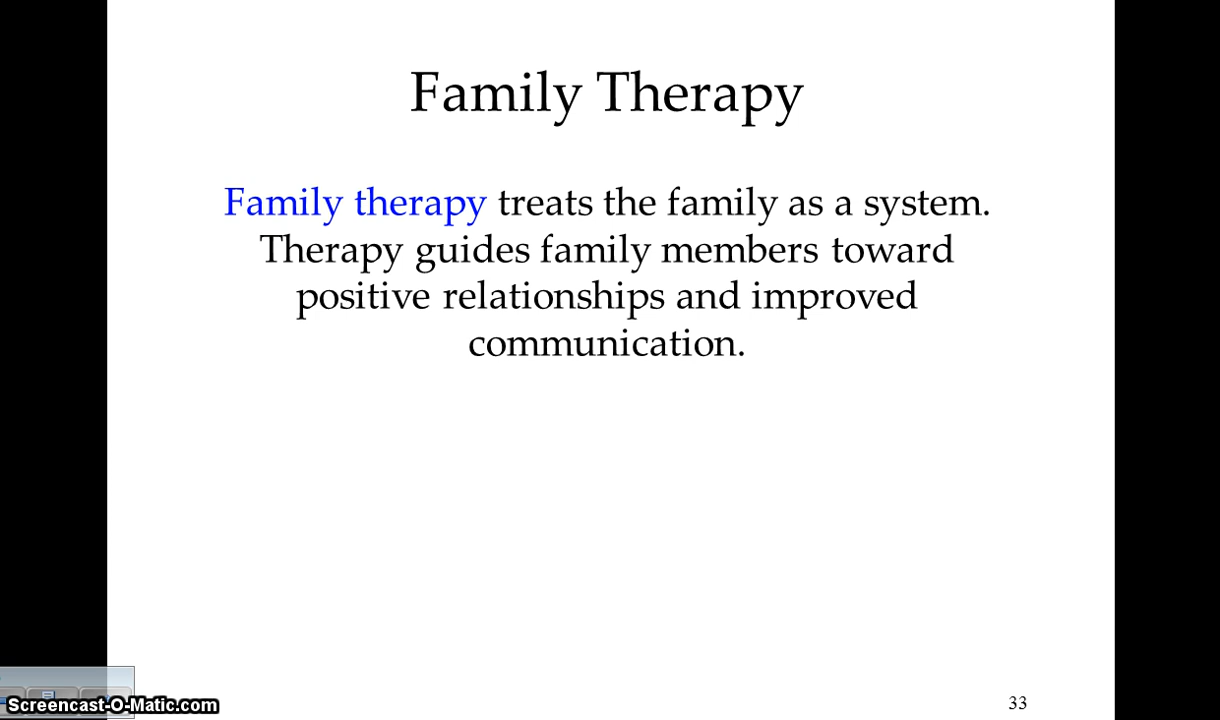 Family Therapy
Family therapy treats the family as a system.
Therapy guides family members toward
positive relationships and improved
communication.
Screencast-O-Matic.com
33